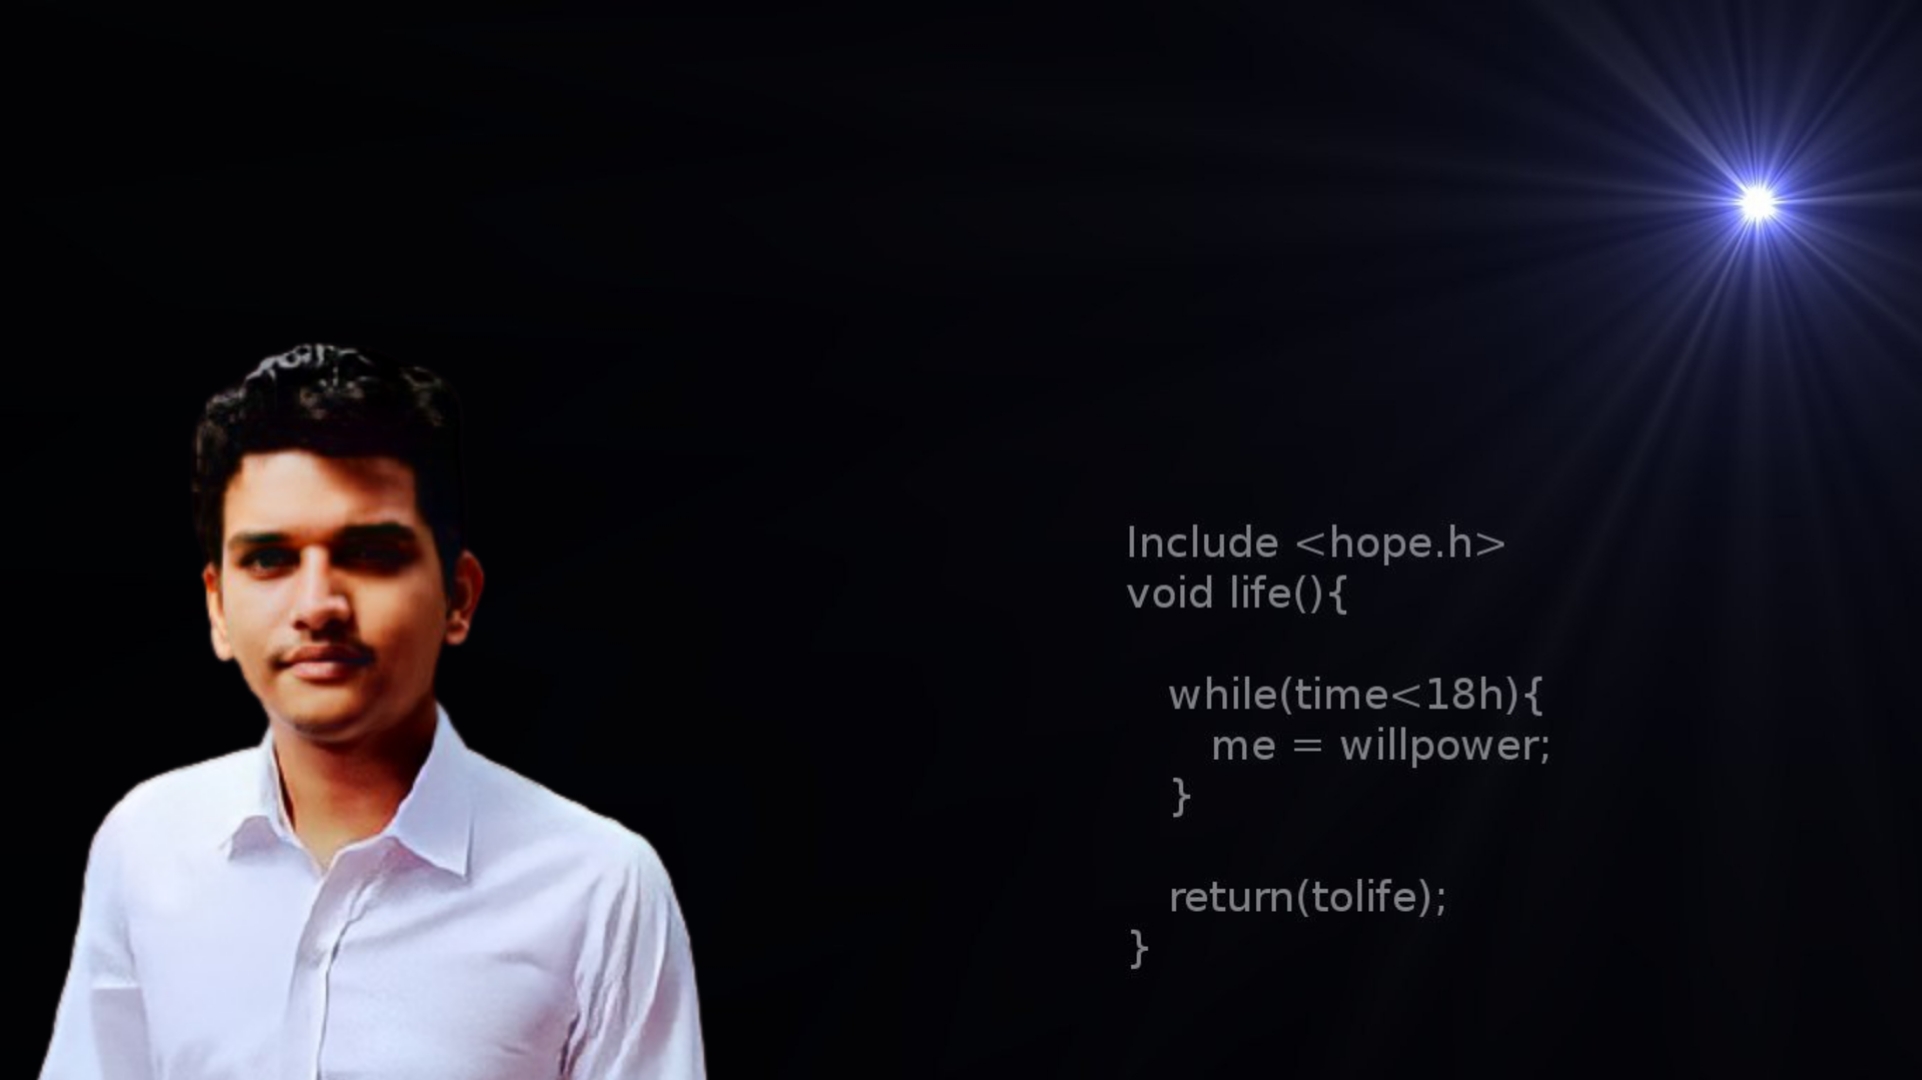 Include <hope.h>
void life(){
while(time<18h){
me = willpower;
}
return(tolife);
}